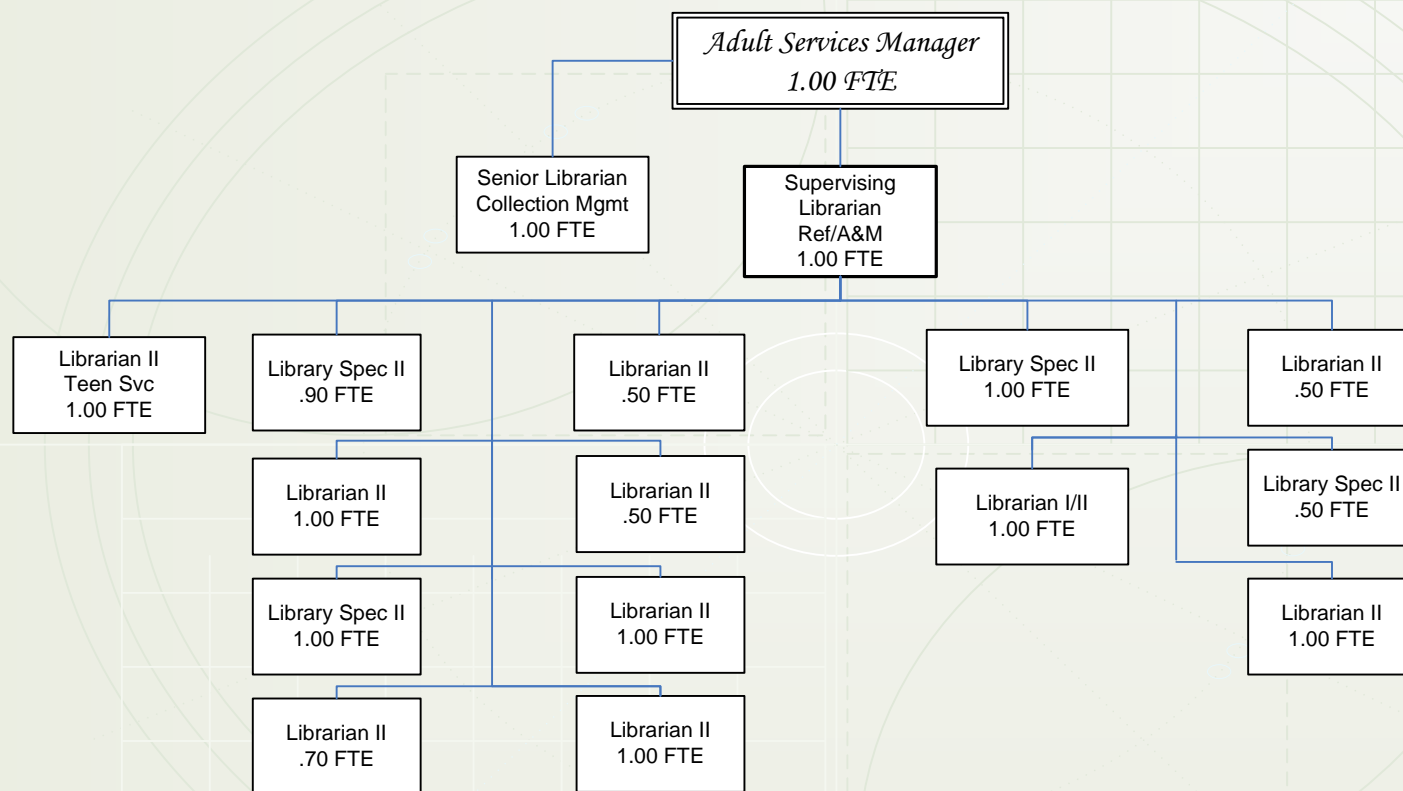 Adult Services Manager
1.00 FTE
Senior Librarian
Collection Mgmt
1.00 FTE
Supervising
Librarian
Ref/A&M
1.00 FTE
Librarian II
Teen Svc
1.00 FTE
Library Spec II
.90 FTE
Librarian II
.50 FTE
Library Spec II
1.00 FTE
Librarian II
.50 FTE
Librarian II
1.00 FTE
Librarian II
.50 FTE
Librarian I/II
1.00 FTE
Library Spec II
.50 FTE
Library Spec II
1.00 FTE
Librarian II
1.00 FTE
Librarian II
1.00 FTE
Librarian II
.70 FTE
Librarian II
1.00 FTE